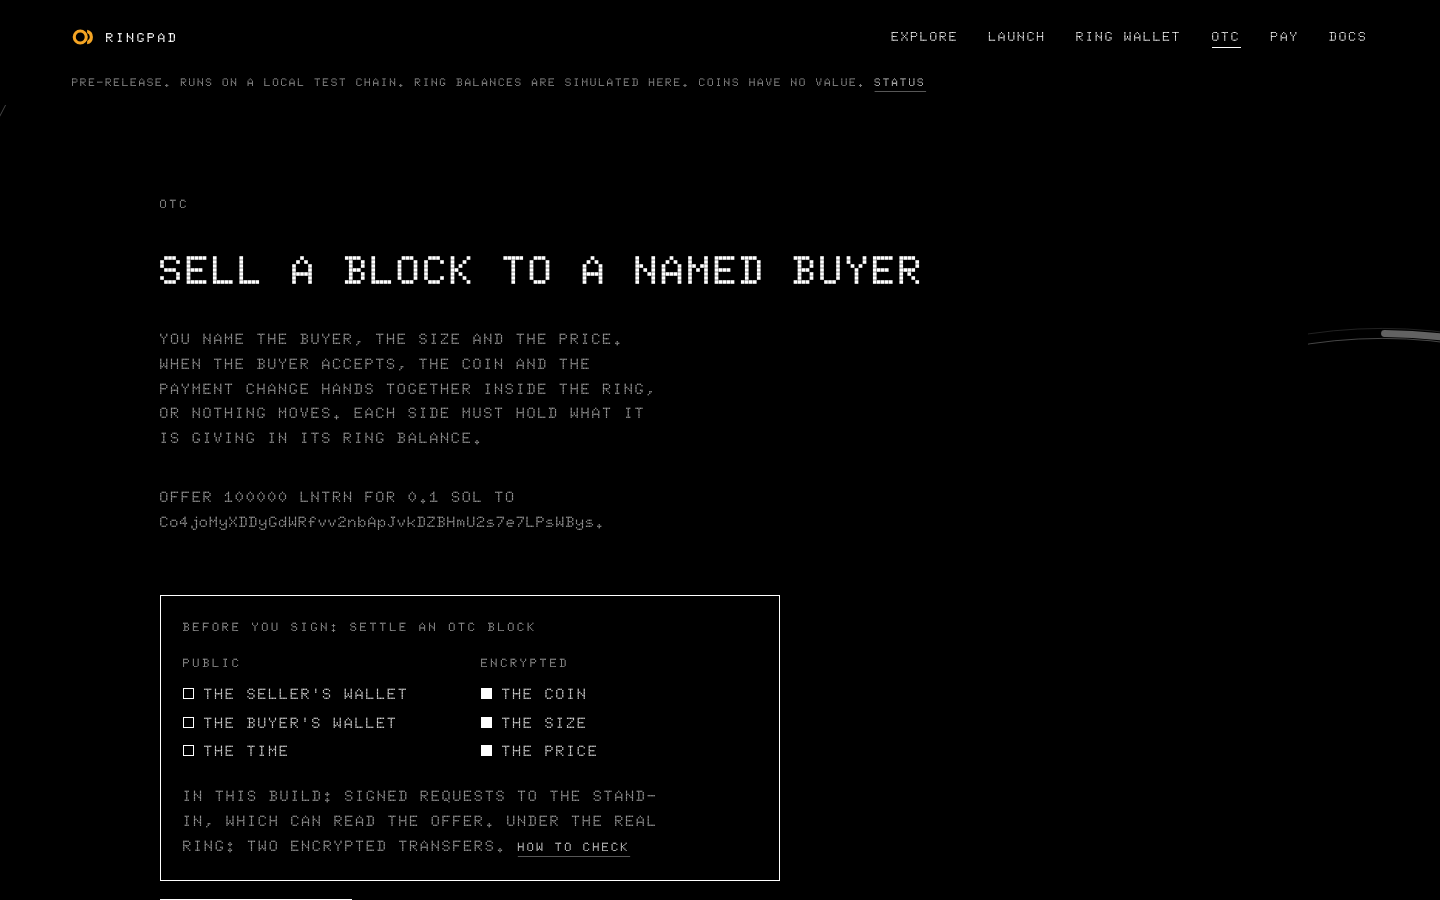 RINGPAD
EXPLORE LAUNCH RING WALLET OTC PAY DOCS
PRE-RELEASE. RUNS ON A LOCAL TEST CHAIN. RING BALANCES ARE SIMULATED HERE. COINS HAVE NO VALUE. STATUS
OTC
SELL A BLOCK TO A NAMED BUYER
YOU NAME THE BUYER, THE SIZE AND THE PRICE.
WHEN THE BUYER ACCEPTS, THE COIN AND THE
PAYMENT CHANGE HANDS TOGETHER INSIDE THE RING,
OR NOTHING MOVES. EACH SIDE MUST HOLD WHAT IT
IS GIVING IN ITS RING BALANCE.
OFFER 100000 LNTRN FOR 0.1 SOL TO
Co4joMyXDDyGdWRfvv2nbApJvkDZBHmU2s7e7LPsWBys.
BEFORE YOU SIGN: SETTLE AN OTC BLOCK
PUBLIC ENCRYPTED
THE SELLER'S WALLET THE COIN
THE BUYER'S WALLET THE SIZE
THE TIME THE PRICE
IN THIS BUILD: SIGNED REQUESTS TO THE STAND-
IN, WHICH CAN READ THE OFFER. UNDER THE REAL
RING: TWO ENCRYPTED TRANSFERS. HOW TO CHECK